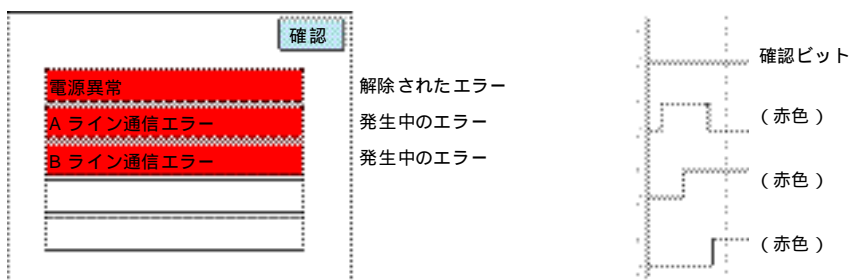 確認
電源異常
A ライン通信エラー
B ライン通信エラー
解除されたエラー
発生中のエラー
発生中のエラー
確認ビット
(赤色)
(赤色)
(赤色)